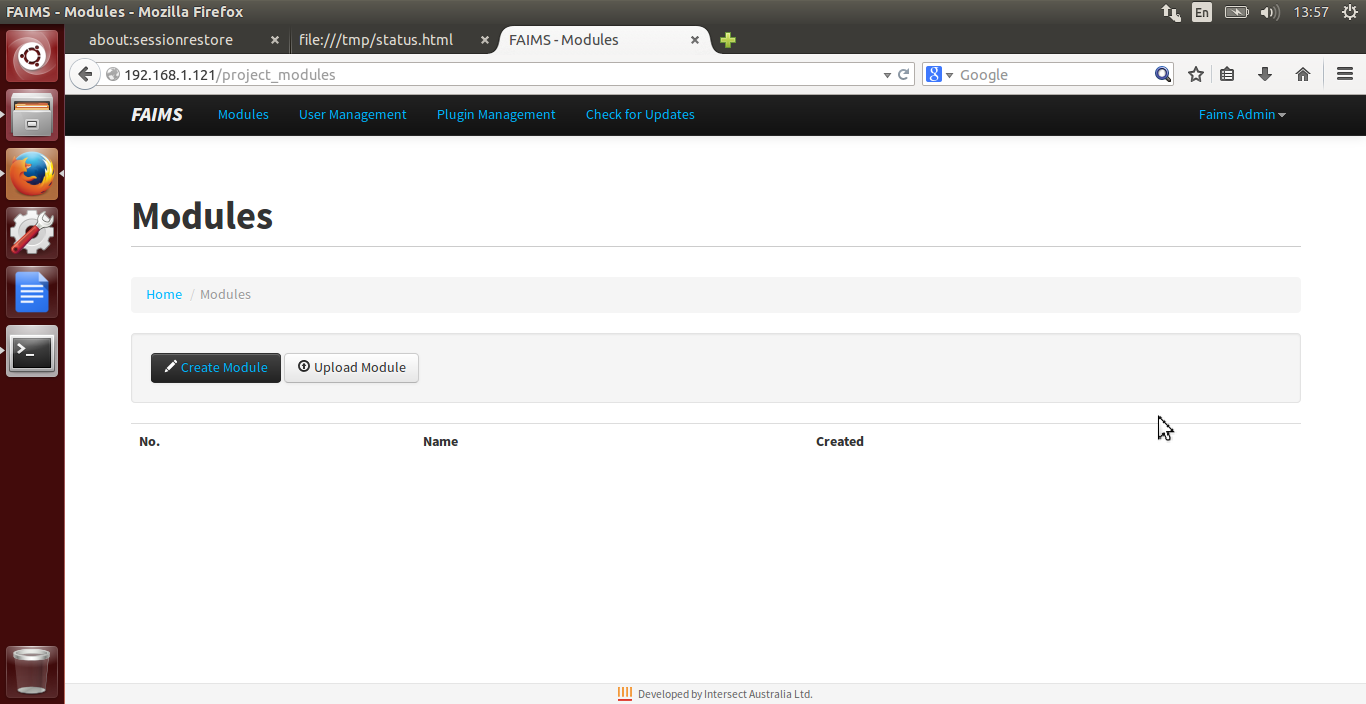 FAIMS - Modules - Mozilla Firefox
En
13:57
about:sessionrestore
file:///tmp/status.html
FAIMS - Modules
192.168.1.121/project_modules
8
Google
FAIMS
Modules
User Management
Plugin Management
Check for Updates
Faims Admin
Modules
Home / Modules
Create Module
Upload Module
No.
Name
Created
>_
Developed by Intersect Australia Ltd.